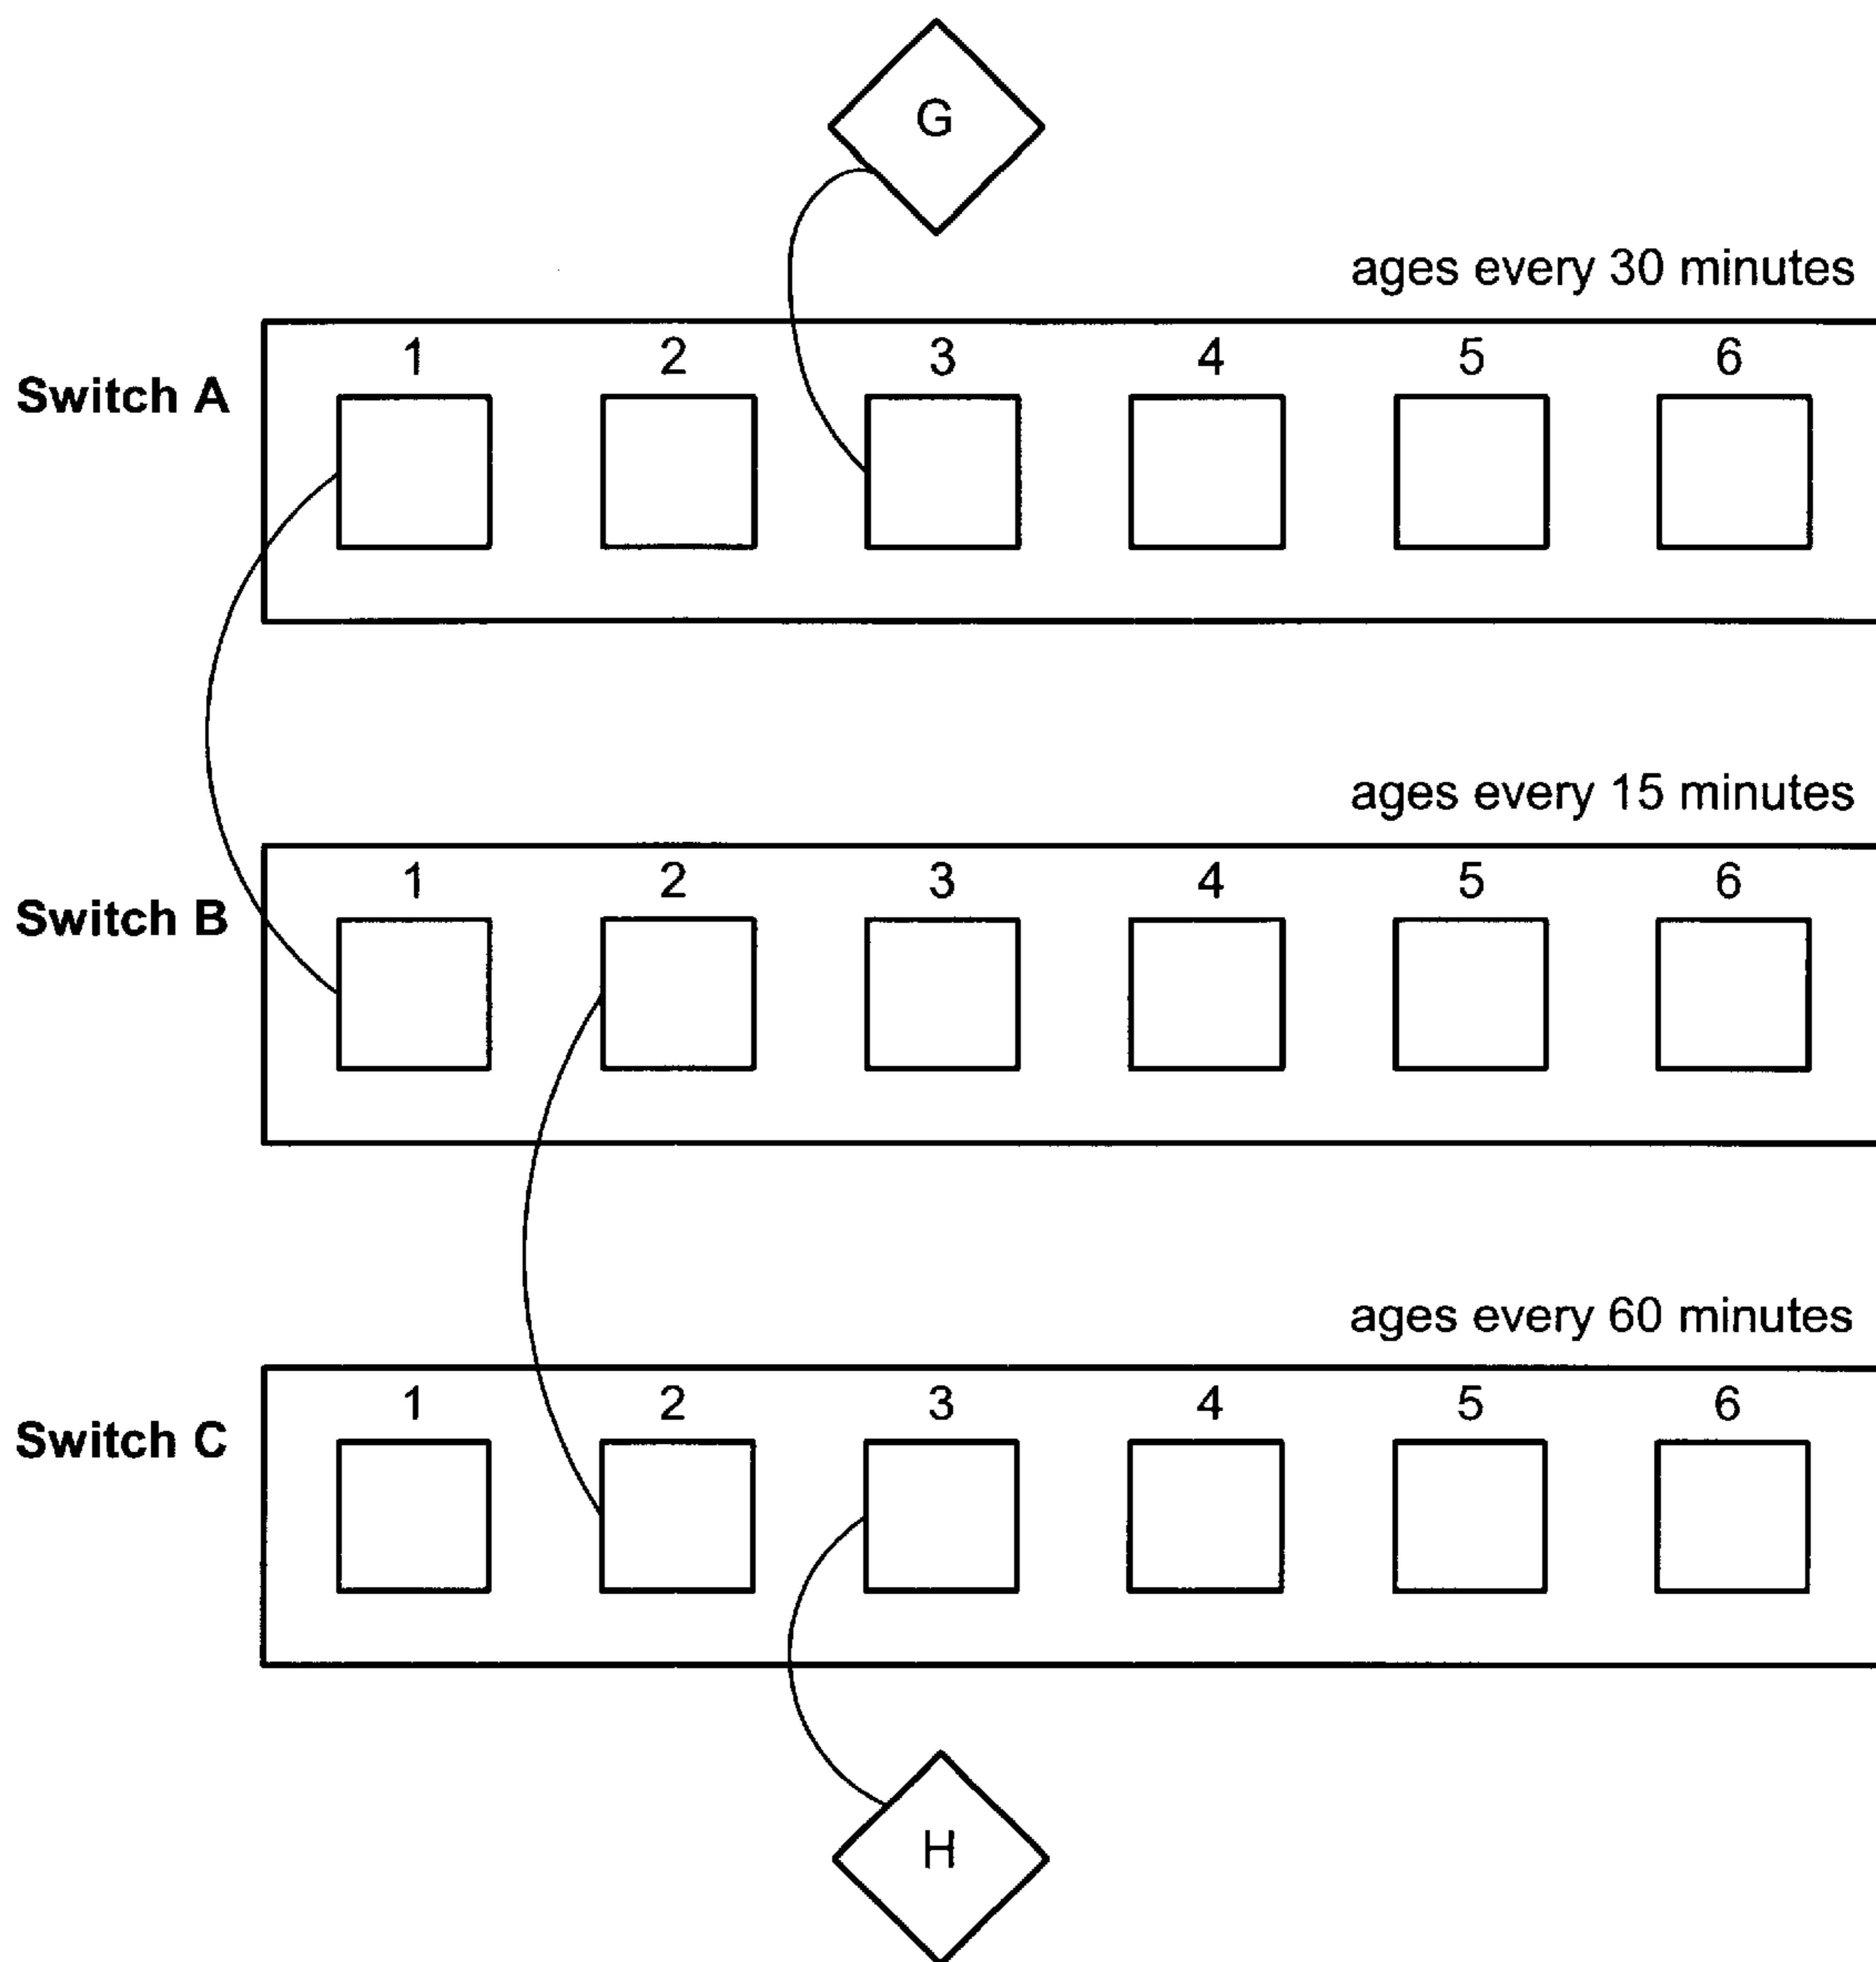 G
ages every 30 minutes
1 2 3 4 5 6
Switch A
ages every 15 minutes
1 2 3 4 5 6
Switch B
ages every 60 minutes
1 2 3 4 5 6
Switch C
H